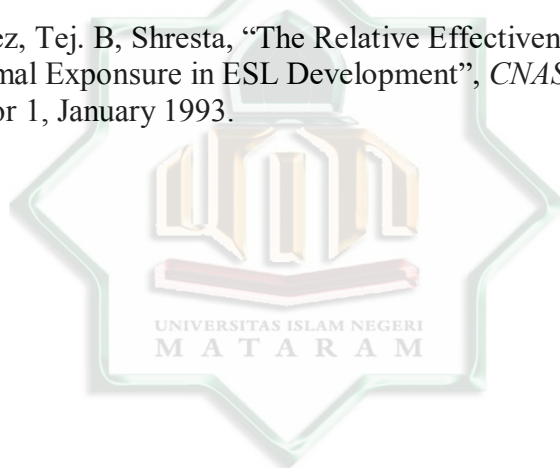 ez, Tej. B, Shresta, “The Relative Effectiven
mal Exponsure in ESL Development”, CNAS
or 1, January 1993.
UNIVERSITAS ISLAM NEGERI
MATARAM